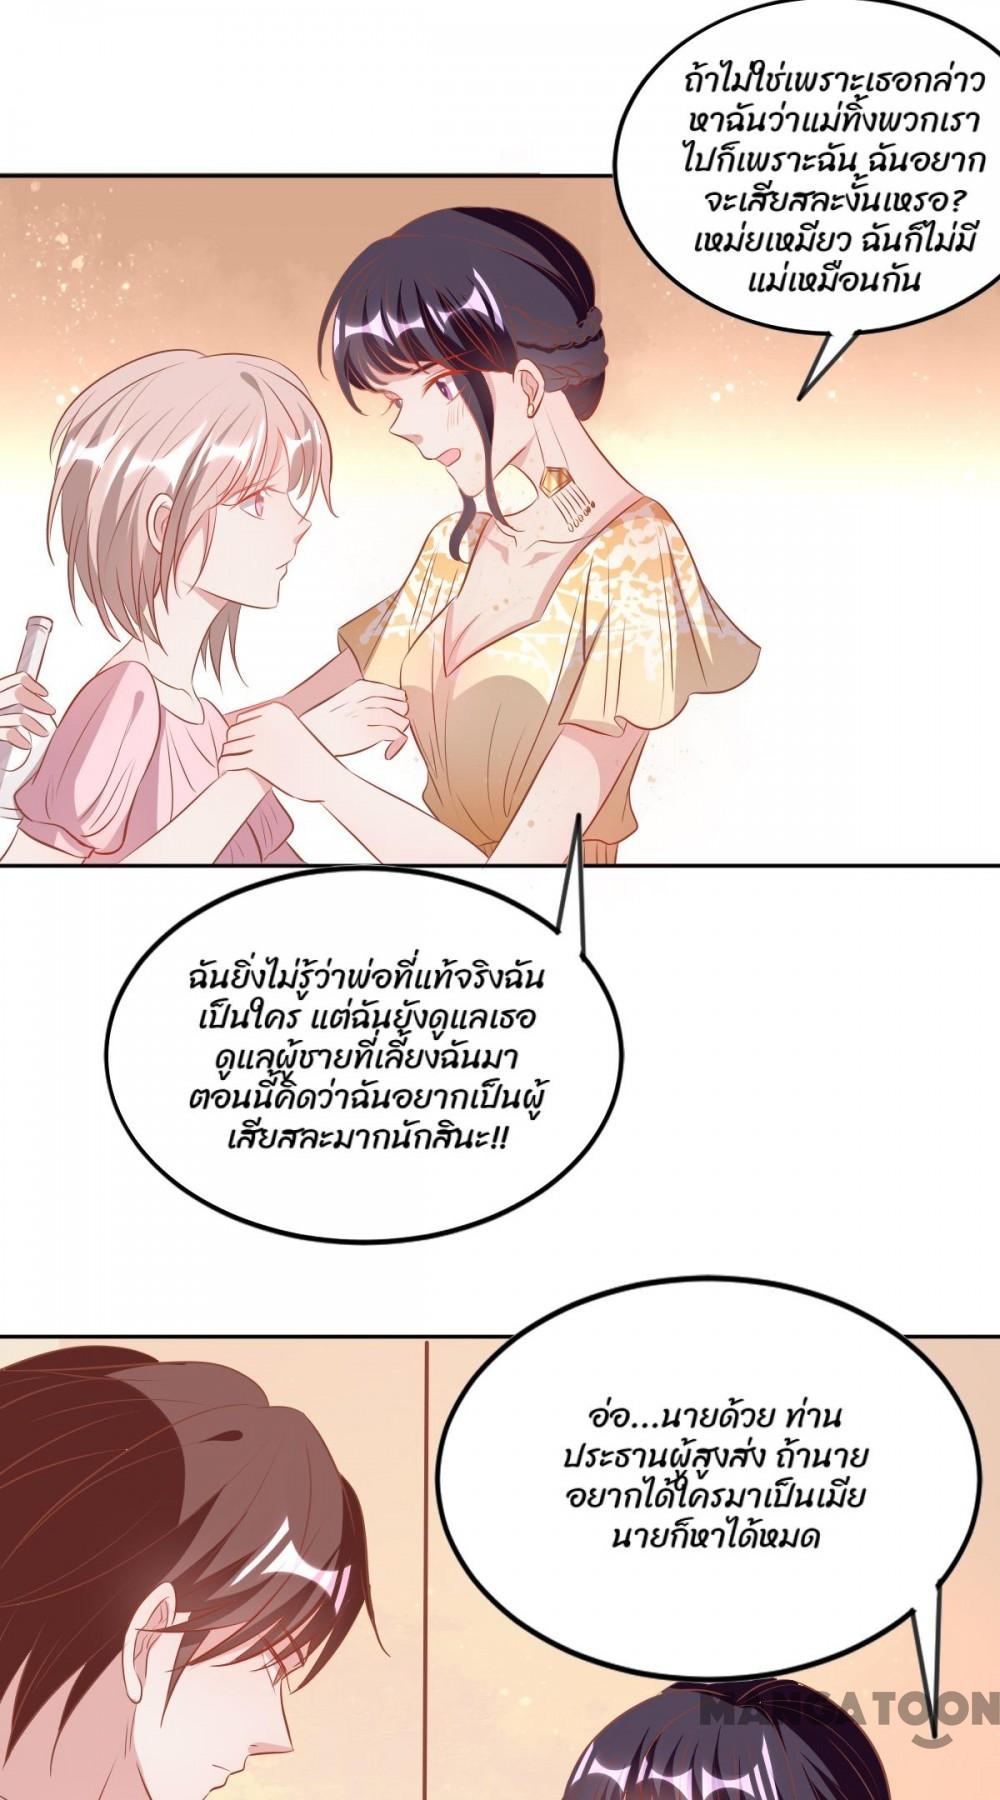 ถ้าไม่ใช่เพราะเธอกล่าว
หาฉันว่าแม่ทิ้งพวกเรา
ไปก็เพราะฉัน ฉันอยาก
จะเสียสละงั้นเหรอ?
เหม่ยเหมียว ฉันก็ไม่มี
แม่เหมือนกัน
ฉันยิ่งไม่รู้ว่าพ่อที่แท้จริงฉัน
เป็นใคร แต่ฉันยังดูแลเธอ
ดูแลผู้ชายที่เลี้ยงฉันมา
ตอนนี้คิดว่าฉันอยากเป็นผู้
เสียสละมากนักสินะ!!
อ่อ...นายด้วย ท่าน
ประธานผู้สูงส่ง ถ้านาย
อยากได้ใครมาเป็นเมีย
นายก็หาได้หมด
MANGATOON